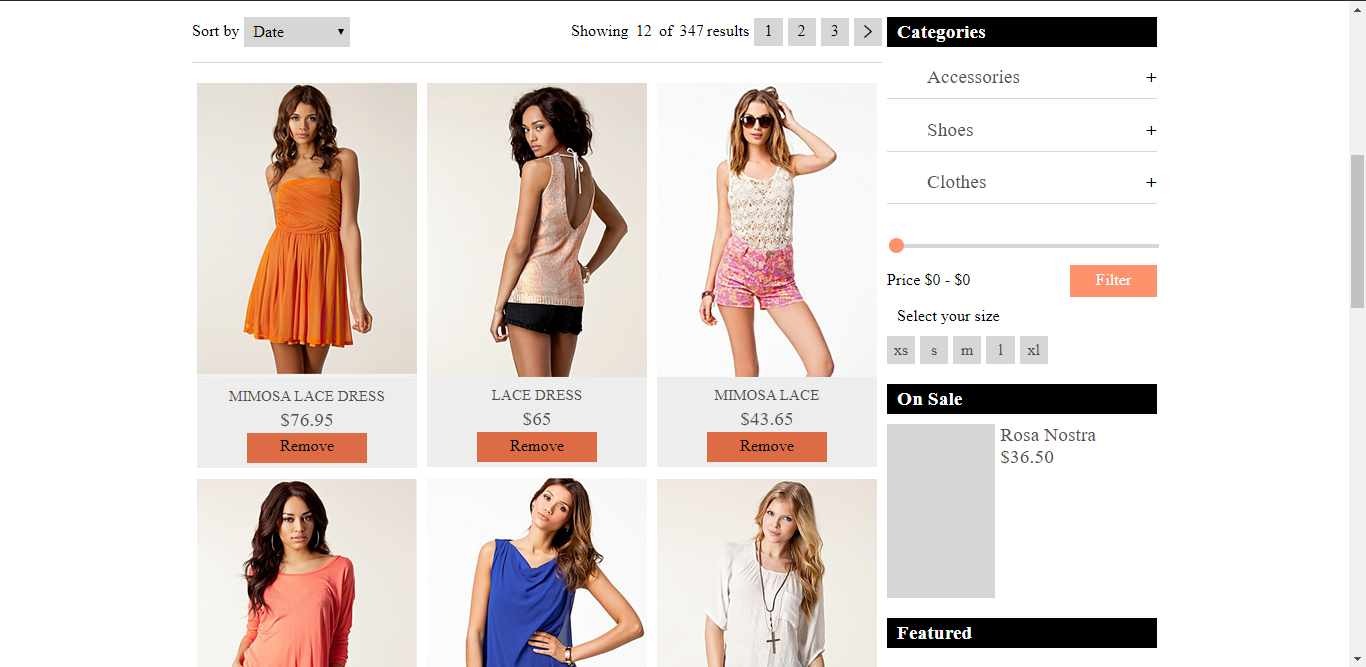 Sort by Date Showing 12 of 347 results 1 2 3
Categories
Accessories +
Shoes +
Clothes +
Price $0 - $0 Filter
Select your size
xs s m l xl
MIMOSA LACE DRESS
$76.95
Remove
LACE DRESS
$65
Remove
MIMOSA LACE
$43.65
Remove
On Sale
Rosa Nostra
$36.50
Featured